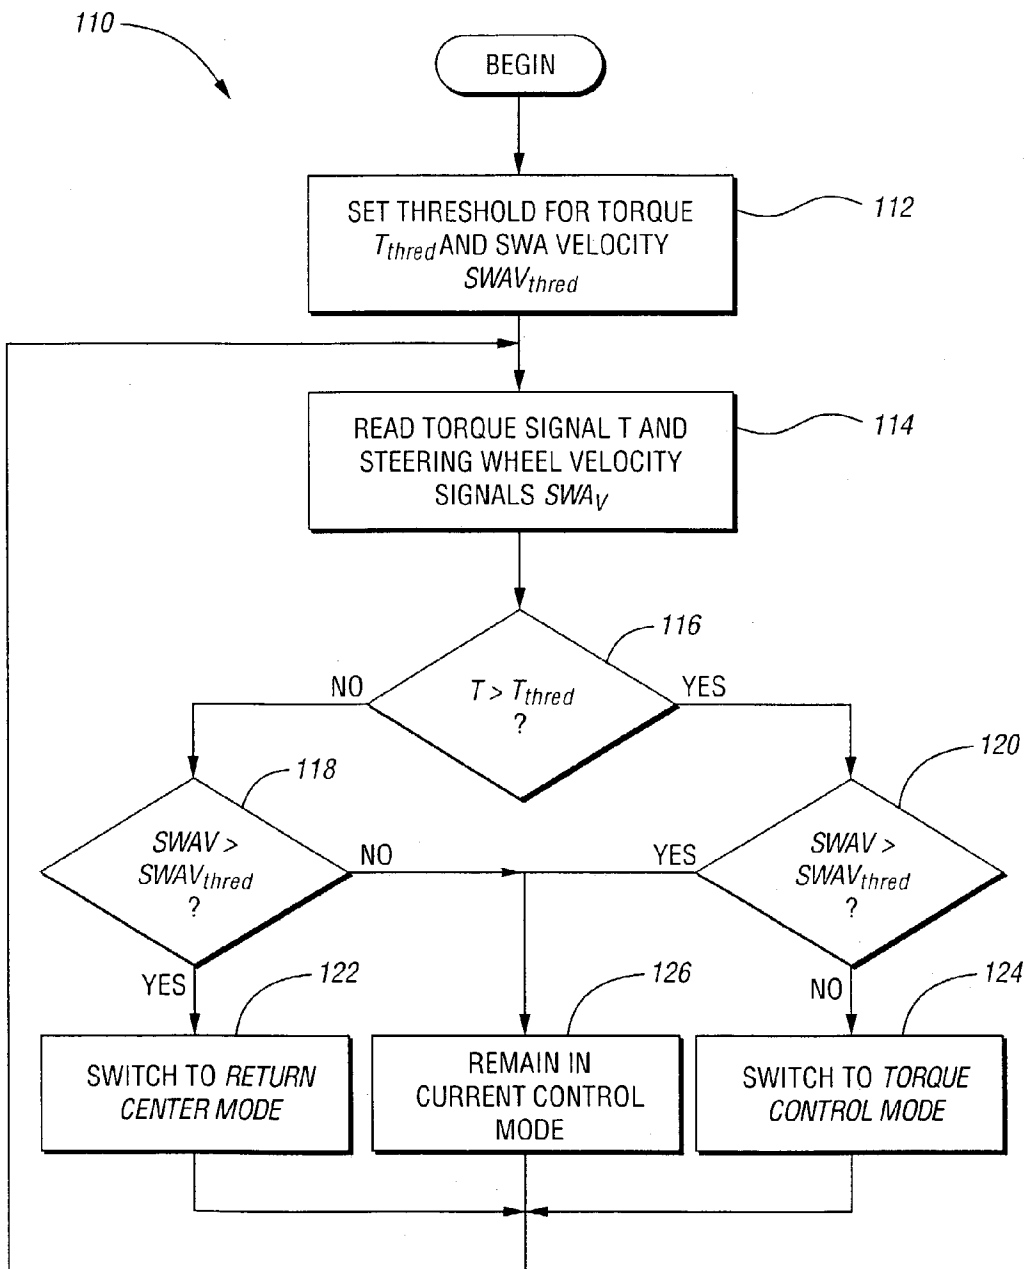 110
BEGIN
SET THRESHOLD FOR TORQUE
T_thred AND SWA VELOCITY
SWAV_thred
112
READ TORQUE SIGNAL T AND
STEERING WHEEL VELOCITY
SIGNALS SWA_V
114
116
T > T_thred
?
NO
YES
118
SWAV >
SWAV_thred
?
NO
YES
120
SWAV >
SWAV_thred
?
YES
NO
122
SWITCH TO RETURN
CENTER MODE
126
REMAIN IN
CURRENT CONTROL
MODE
124
SWITCH TO TORQUE
CONTROL MODE